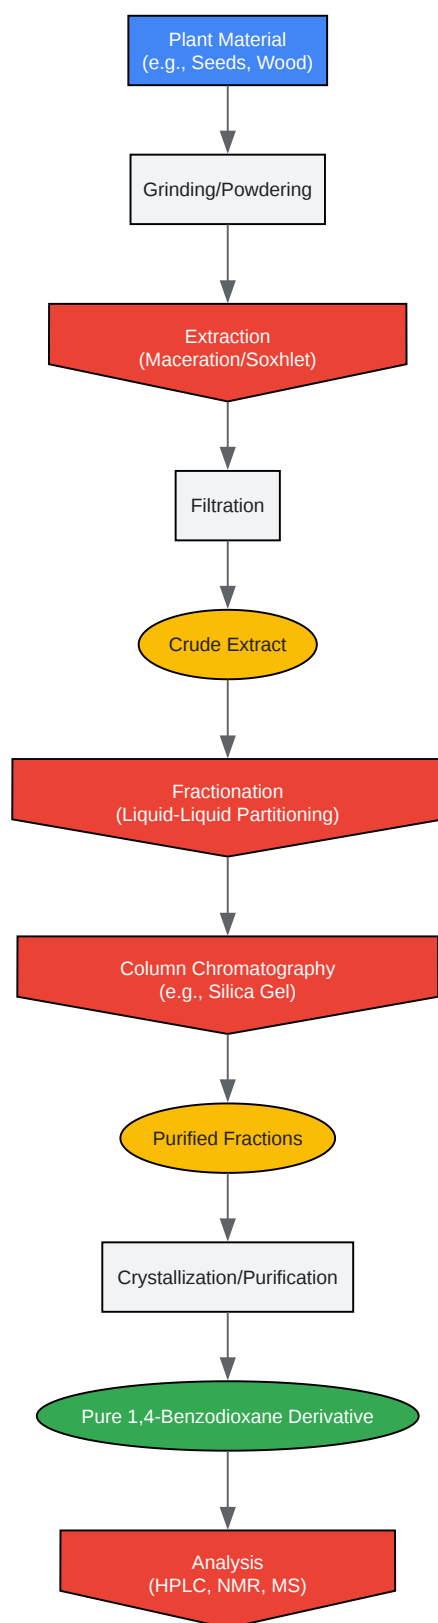 Plant Material
(e.g., Seeds, Wood)
Grinding/Powdering
Extraction
(Maceration/Soxhlet)
Filtration
Crude Extract
Fractionation
(Liquid-Liquid Partitioning)
Column Chromatography
(e.g., Silica Gel)
Purified Fractions
Crystallization/Purification
Pure 1,4-Benzodioxane Derivative
Analysis
(HPLC, NMR, MS)